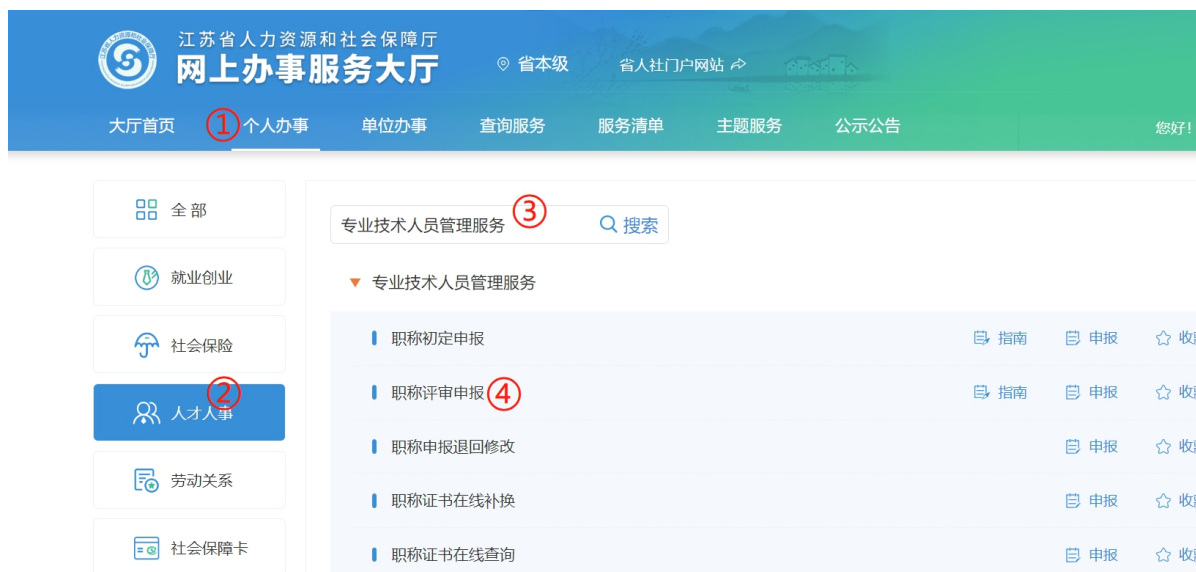 江苏省人力资源和社会保障厅
网上办事服务大厅
省本级 省人社门户网站
大厅首页 ① 个人办事 单位办事 查询服务 服务清单 主题服务 公示公告 您好!
全部
就业创业
社会保险
② 人才人事
劳动关系
社会保障卡
专业技术人员管理服务 ③ 搜索
专业技术人员管理服务
职称初定申报 指南 申报
职称评审申报 ④ 指南 申报
职称申报退回修改 申报
职称证书在线补换 申报
职称证书在线查询 申报